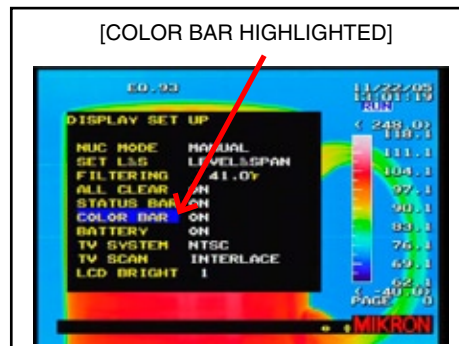 [COLOR BAR HIGHLIGHTED]
E0.93
11/22/05
13:01:19
RUN
DISPLAY SET UP
NUC MODE MANUAL
SET L&S LEVEL&SPAN
FILTERING 41.0F
ALL CLEAR ON
STATUS BAR ON
COLOR BAR ON
BATTERY ON
TV SYSTEM NTSC
TV SCAN INTERLACE
LCD BRIGHT 1
< 248.0>
118.1
111.1
104.1
97.1
90.1
83.1
76.1
69.1
62.1
< -40.0>
PAGE 0
MIKRON